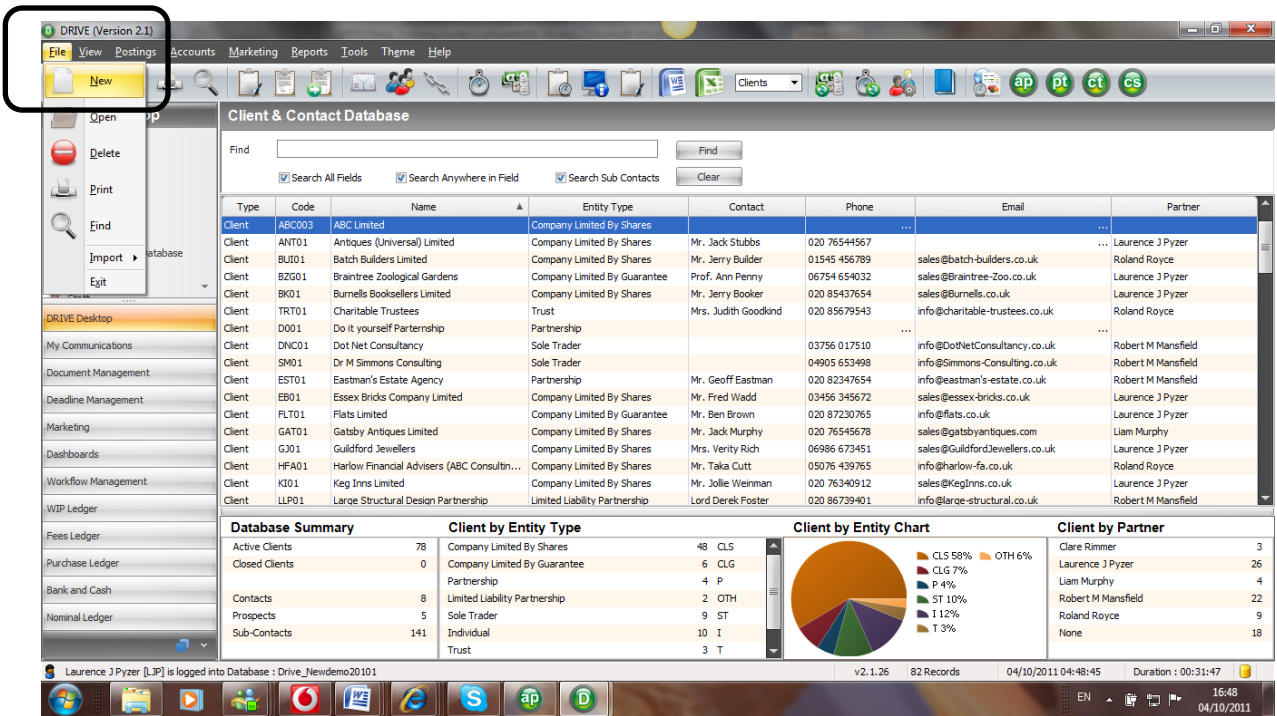 DRIVE (Version 2.1)
File View Postings Accounts Marketing Reports Tools Theme Help
New
Clients
ap pt ct cs
Open
Delete
Print
Find
Import
Exit
atabase
Client & Contact Database
Find Find
Search All Fields Search Anywhere in Field Search Sub Contacts Clear
Type Code Name Entity Type Contact Phone Email Partner
Client ABC003 ABC Limited Company Limited By Shares ... ...
Client ANT01 Antiques (Universal) Limited Company Limited By Shares Mr. Jack Stubbs 020 76544567 ... Laurence J Pyzer
Client BUI01 Batch Builders Limited Company Limited By Shares Mr. Jerry Builder 01545 456789 sales@batch-builders.co.uk Roland Royce
Client BZG01 Braintree Zoological Gardens Company Limited By Guarantee Prof. Ann Penny 06754 654032 sales@Braintree-Zoo.co.uk Laurence J Pyzer
Client BK01 Burnells Booksellers Limited Company Limited By Shares Mr. Jerry Booker 020 85437654 sales@Burnells.co.uk Laurence J Pyzer
Client TRT01 Charitable Trustees Trust Mrs. Judith Goodkind 020 85679543 info@charitable-trustees.co.uk Roland Royce
Client D001 Do it yourself Parternship Partnership ... ...
Client DNC01 Dot Net Consultancy Sole Trader 03756 017510 info@DotNetConsultancy.co.uk Robert M Mansfield
Client SM01 Dr M Simmons Consulting Sole Trader 04905 653498 info@Simmons-Consulting.co.uk Robert M Mansfield
Client EST01 Eastman's Estate Agency Partnership Mr. Geoff Eastman 020 82347654 info@eastman's-estate.co.uk Robert M Mansfield
Client EB01 Essex Bricks Company Limited Company Limited By Shares Mr. Fred Wadd 03456 345672 sales@essex-bricks.co.uk Laurence J Pyzer
Client FLT01 Flats Limited Company Limited By Guarantee Mr. Ben Brown 020 87230765 info@flats.co.uk Laurence J Pyzer
Client GAT01 Gatsby Antiques Limited Company Limited By Shares Mr. Jack Murphy 020 76545678 sales@gatsbyantiques.com Liam Murphy
Client GJ01 Guildford Jewellers Company Limited By Shares Mrs. Verity Rich 06986 673451 sales@GuildfordJewellers.co.uk Laurence J Pyzer
Client HFA01 Harlow Financial Advisers (ABC Consultin... Company Limited By Shares Mr. Taka Cutt 05076 439765 info@harlow-fa.co.uk Roland Royce
Client KI01 Keg Inns Limited Company Limited By Shares Mr. Jollie Weinman 020 76340912 sales@KegInns.co.uk Laurence J Pyzer
Client LLP01 Large Structural Design Partnership Limited Liability Partnership Lord Derek Foster 020 86739401 info@large-structural.co.uk Robert M Mansfield
DRIVE Desktop
My Communications
Document Management
Deadline Management
Marketing
Dashboards
Workflow Management
WIP Ledger
Fees Ledger
Purchase Ledger
Bank and Cash
Nominal Ledger
Database Summary
Active Clients 78
Closed Clients 0
Contacts 8
Prospects 5
Sub-Contacts 141
Client by Entity Type
Company Limited By Shares 48 CLS
Company Limited By Guarantee 6 CLG
Partnership 4 P
Limited Liability Partnership 2 OTH
Sole Trader 9 ST
Individual 10 I
Trust 3 T
Client by Entity Chart
CLS 58% OTH 6%
CLG 7%
P 4%
ST 10%
I 12%
T 3%
Client by Partner
Clare Rimmer 3
Laurence J Pyzer 26
Liam Murphy 4
Robert M Mansfield 22
Roland Royce 9
None 18
Laurence J Pyzer [LJP] is logged into Database : Drive_Newdemo20101 v2.1.26 82 Records 04/10/2011 04:48:45 Duration : 00:31:47
ap D
EN 16:48
04/10/2011